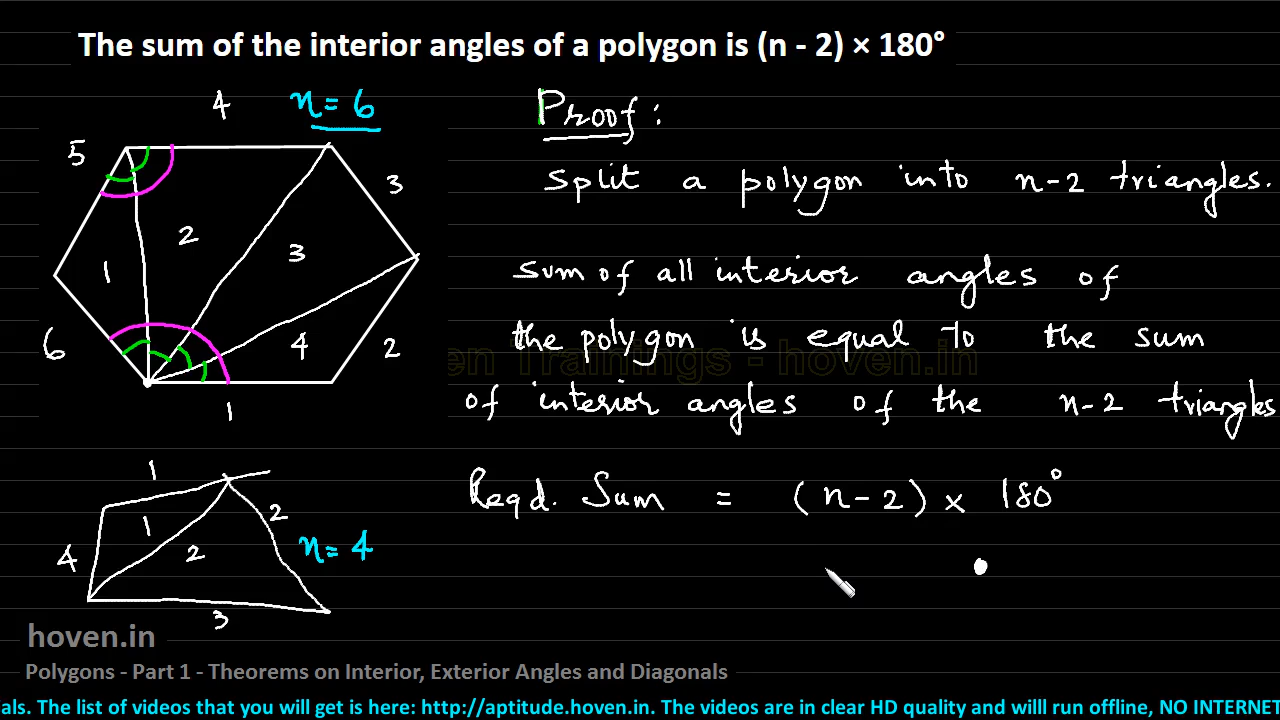 The sum of the interior angles of a polygon is (n - 2) × 180°
4
n = 6
5
3
2
3
1
6
4
2
1
Proof :
Split a polygon into n-2 triangles.
Sum of all interior angles of
the polygon is equal to the sum
en Trainings - hoven.in
of interior angles of the n-2 triangles
Reqd. Sum = (n-2) × 180°
1
1
2
2
n = 4
4
3
hoven.in
Polygons - Part 1 - Theorems on Interior, Exterior Angles and Diagonals
als. The list of videos that you will get is here: http://aptitude.hoven.in. The videos are in clear HD quality and willl run offline, NO INTERNET